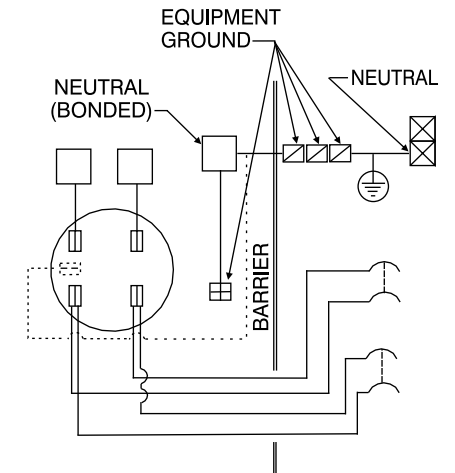 EQUIPMENT
GROUND
NEUTRAL
NEUTRAL
(BONDED)
BARRIER